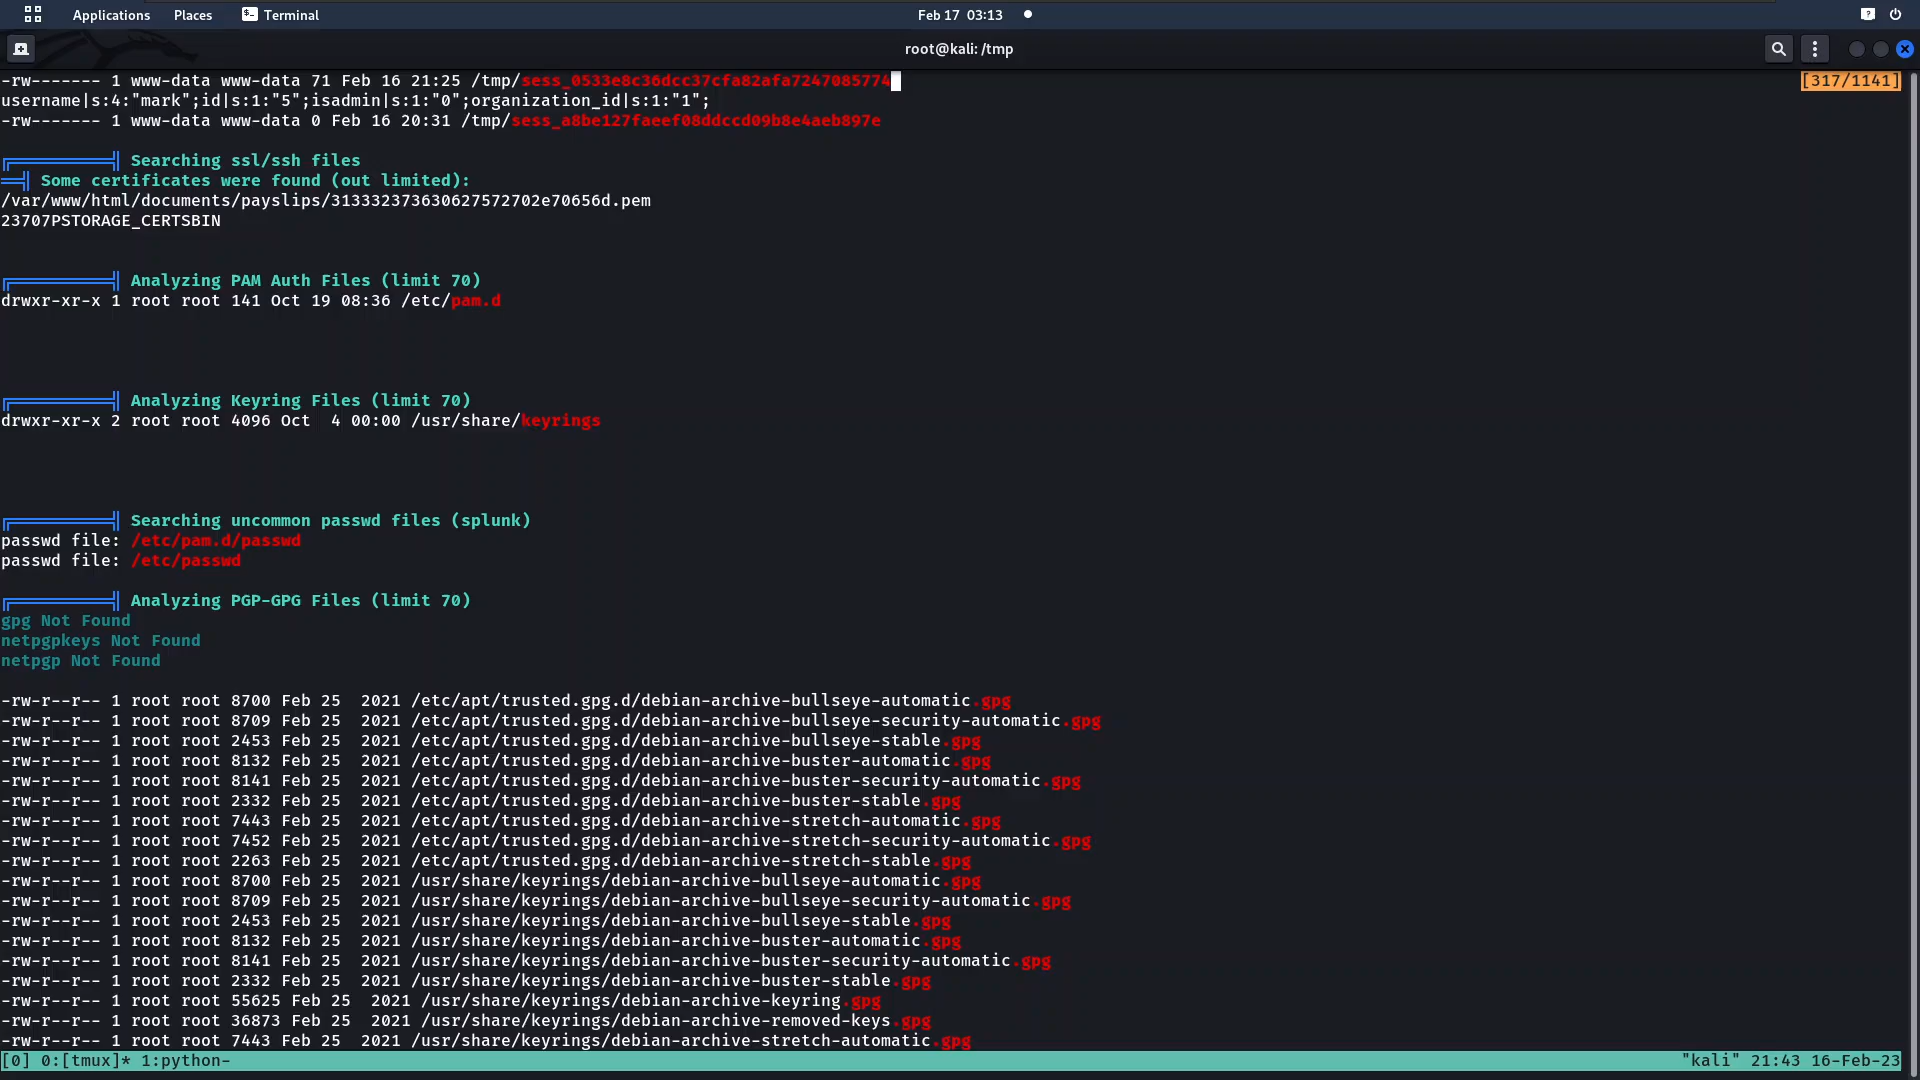 Applications Places Terminal Feb 17 03:13
root@kali: /tmp
-rw------- 1 www-data www-data 71 Feb 16 21:25 /tmp/sess_0533e8c36dcc37cfa82afa7247085774 [317/1141]
username|s:4:"mark";id|s:1:"5";isadmin|s:1:"0";organization_id|s:1:"1";
-rw------- 1 www-data www-data 0 Feb 16 20:31 /tmp/sess_a8be127faeef08ddccd09b8e4aeb897e
╔══════════╣ Searching ssl/ssh files
══╣ Some certificates were found (out limited):
/var/www/html/documents/payslips/313332373630627572702e70656d.pem
23707PSTORAGE_CERTSBIN
╔══════════╣ Analyzing PAM Auth Files (limit 70)
drwxr-xr-x 1 root root 141 Oct 19 08:36 /etc/pam.d
╔══════════╣ Analyzing Keyring Files (limit 70)
drwxr-xr-x 2 root root 4096 Oct  4 00:00 /usr/share/keyrings
╔══════════╣ Searching uncommon passwd files (splunk)
passwd file: /etc/pam.d/passwd
passwd file: /etc/passwd
╔══════════╣ Analyzing PGP-GPG Files (limit 70)
gpg Not Found
netpgpkeys Not Found
netpgp Not Found
-rw-r--r-- 1 root root 8700 Feb 25  2021 /etc/apt/trusted.gpg.d/debian-archive-bullseye-automatic.gpg
-rw-r--r-- 1 root root 8709 Feb 25  2021 /etc/apt/trusted.gpg.d/debian-archive-bullseye-security-automatic.gpg
-rw-r--r-- 1 root root 2453 Feb 25  2021 /etc/apt/trusted.gpg.d/debian-archive-bullseye-stable.gpg
-rw-r--r-- 1 root root 8132 Feb 25  2021 /etc/apt/trusted.gpg.d/debian-archive-buster-automatic.gpg
-rw-r--r-- 1 root root 8141 Feb 25  2021 /etc/apt/trusted.gpg.d/debian-archive-buster-security-automatic.gpg
-rw-r--r-- 1 root root 2332 Feb 25  2021 /etc/apt/trusted.gpg.d/debian-archive-buster-stable.gpg
-rw-r--r-- 1 root root 7443 Feb 25  2021 /etc/apt/trusted.gpg.d/debian-archive-stretch-automatic.gpg
-rw-r--r-- 1 root root 7452 Feb 25  2021 /etc/apt/trusted.gpg.d/debian-archive-stretch-security-automatic.gpg
-rw-r--r-- 1 root root 2263 Feb 25  2021 /etc/apt/trusted.gpg.d/debian-archive-stretch-stable.gpg
-rw-r--r-- 1 root root 8700 Feb 25  2021 /usr/share/keyrings/debian-archive-bullseye-automatic.gpg
-rw-r--r-- 1 root root 8709 Feb 25  2021 /usr/share/keyrings/debian-archive-bullseye-security-automatic.gpg
-rw-r--r-- 1 root root 2453 Feb 25  2021 /usr/share/keyrings/debian-archive-bullseye-stable.gpg
-rw-r--r-- 1 root root 8132 Feb 25  2021 /usr/share/keyrings/debian-archive-buster-automatic.gpg
-rw-r--r-- 1 root root 8141 Feb 25  2021 /usr/share/keyrings/debian-archive-buster-security-automatic.gpg
-rw-r--r-- 1 root root 2332 Feb 25  2021 /usr/share/keyrings/debian-archive-buster-stable.gpg
-rw-r--r-- 1 root root 55625 Feb 25  2021 /usr/share/keyrings/debian-archive-keyring.gpg
-rw-r--r-- 1 root root 36873 Feb 25  2021 /usr/share/keyrings/debian-archive-removed-keys.gpg
-rw-r--r-- 1 root root 7443 Feb 25  2021 /usr/share/keyrings/debian-archive-stretch-automatic.gpg
[0] 0:[tmux]* 1:python- "kali" 21:43 16-Feb-23